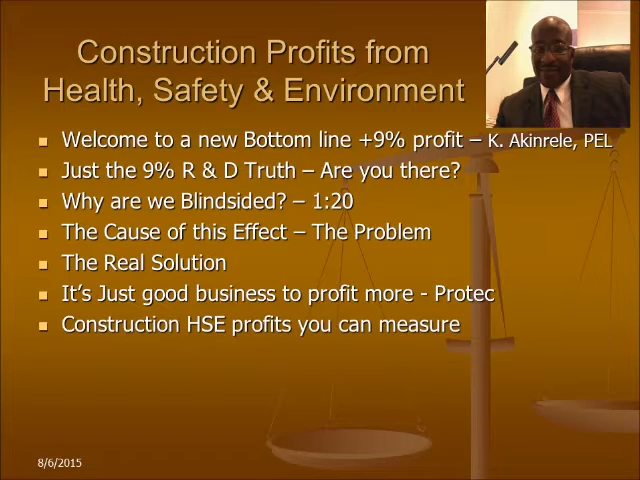 Construction Profits from
Health, Safety & Environment
Welcome to a new Bottom line +9% profit – K. Akinrele, PEL
Just the 9% R & D Truth – Are you there?
Why are we Blindsided? – 1:20
The Cause of this Effect – The Problem
The Real Solution
It's Just good business to profit more - Protec
Construction HSE profits you can measure
8/6/2015